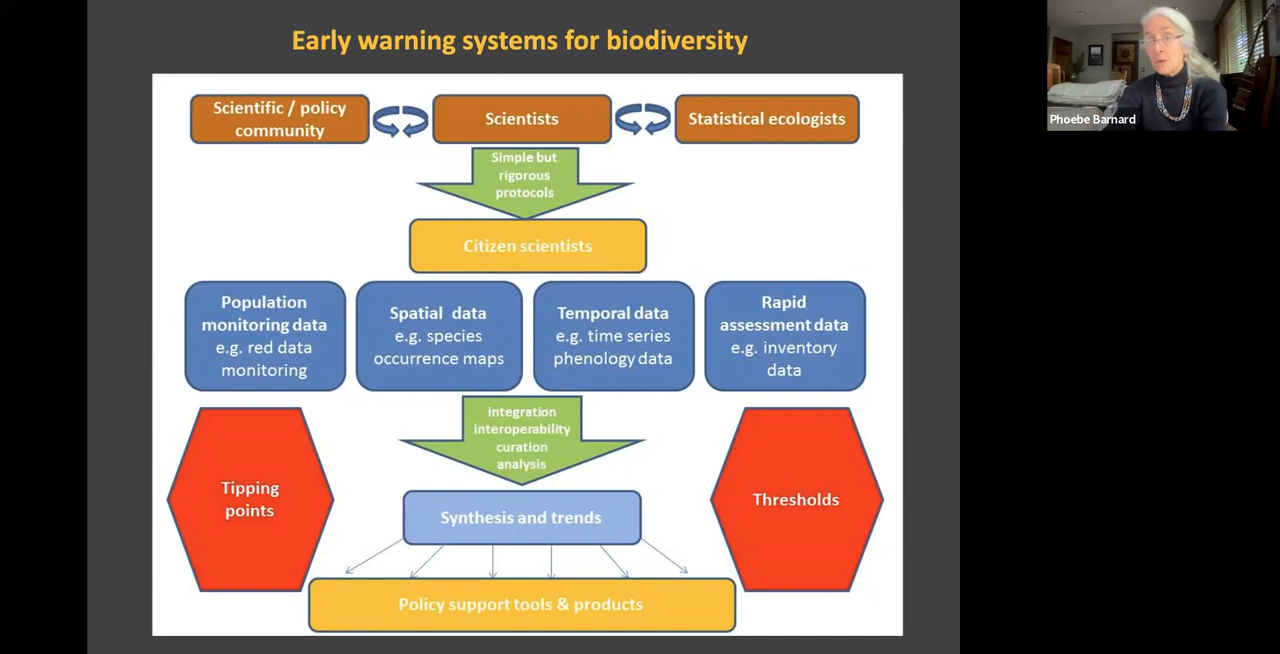 Early warning systems for biodiversity
Phoebe Barnard
Scientific / policy
community
Scientists
Statistical ecologists
Simple but
rigorous
protocols
Citizen scientists
Population
monitoring data
e.g. red data
monitoring
Spatial data
e.g. species
occurrence maps
Temporal data
e.g. time series
phenology data
Rapid
assessment data
e.g. inventory
data
integration
interoperability
curation
analysis
Tipping
points
Thresholds
Synthesis and trends
Policy support tools & products